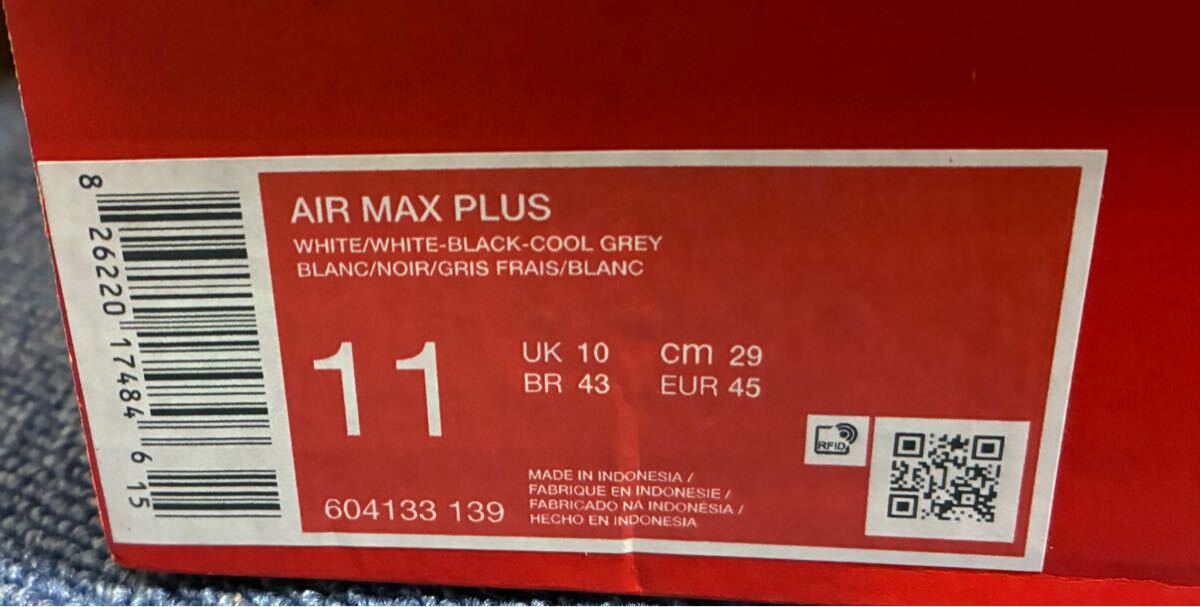 AIR MAX PLUS
WHITE/WHITE-BLACK-COOL GREY
BLANC/NOIR/GRIS FRAIS/BLANC
11
UK 10 cm 29
BR 43 EUR 45
RFID
604133 139
MADE IN INDONESIA /
FABRIQUE EN INDONESIE /
FABRICADO NA INDONÉSIA /
HECHO EN INDONESIA
8 26220 17484 6 15